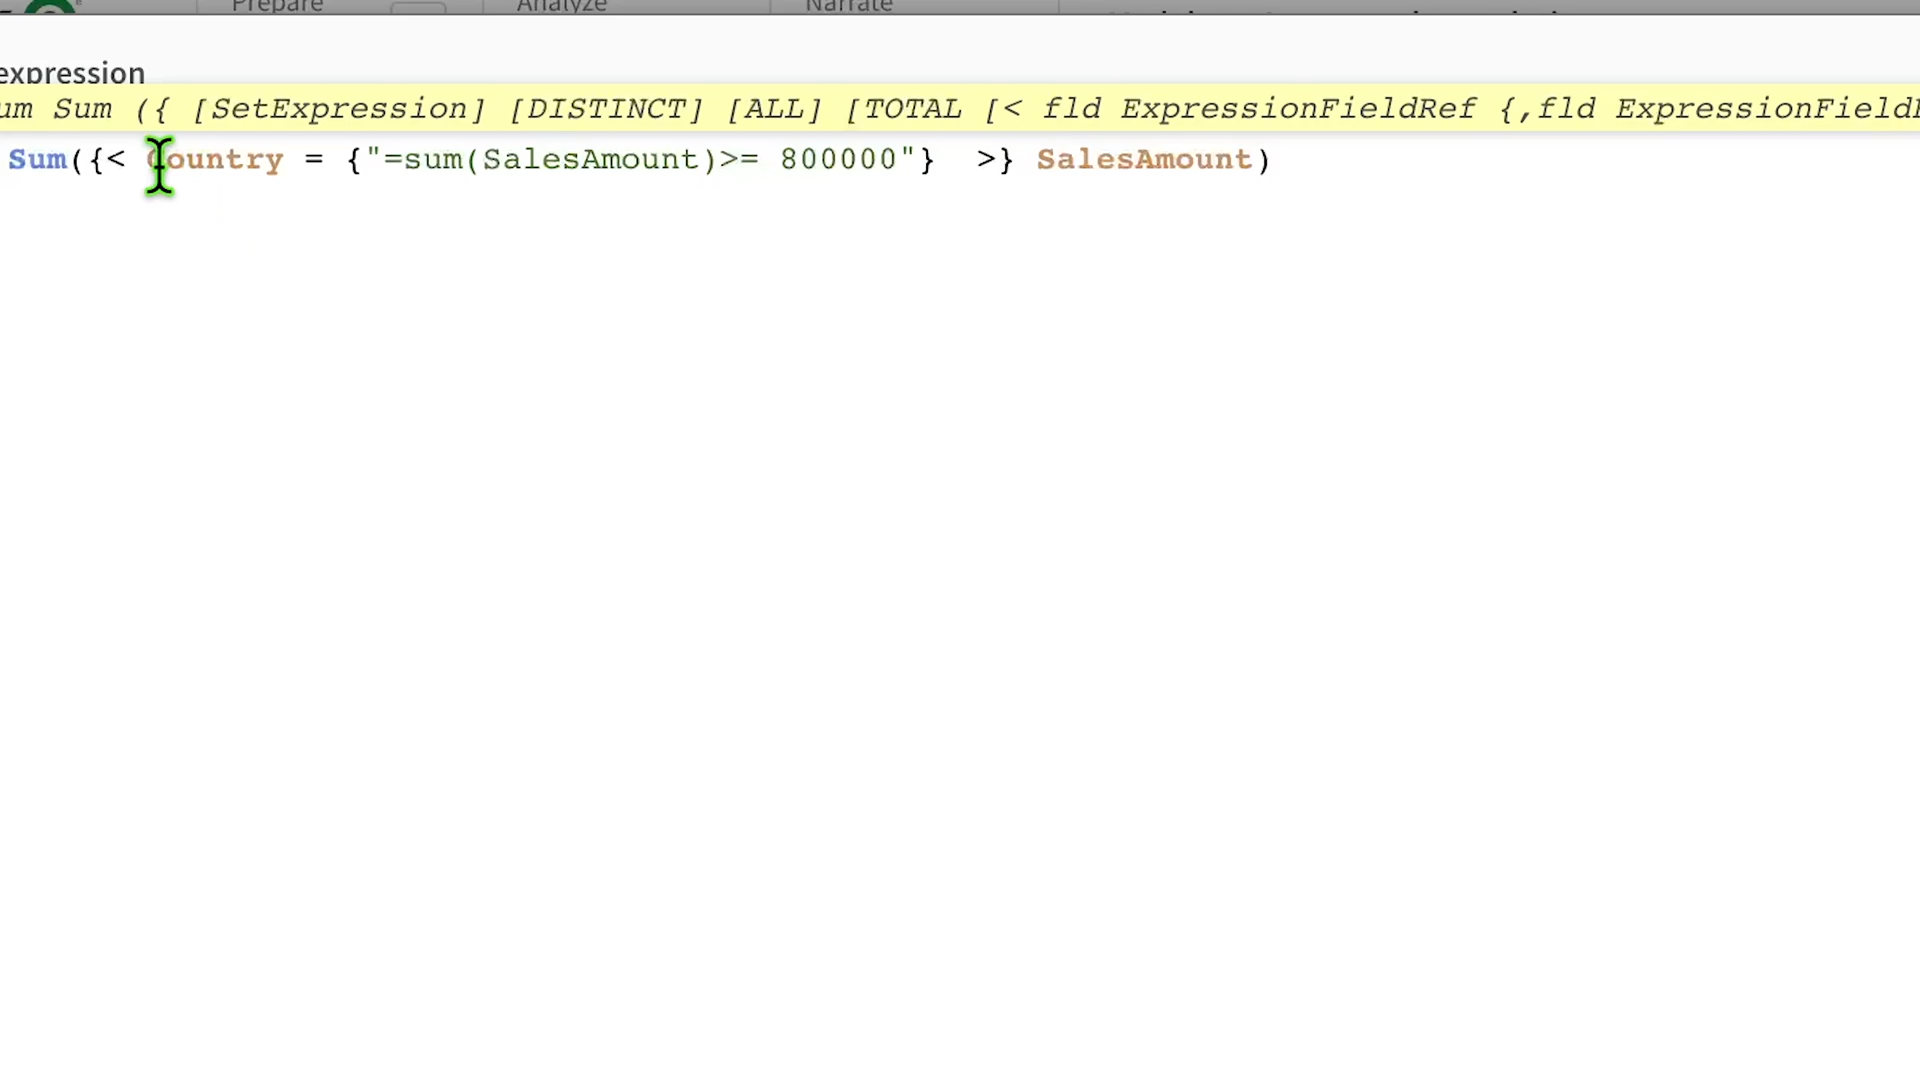 Prepare Analyze Narrate
expression
um Sum ({ [SetExpression] [DISTINCT] [ALL] [TOTAL [< fld ExpressionFieldRef {,fld ExpressionField
Sum({< Country = {"=sum(SalesAmount)>= 800000"}  >} SalesAmount)